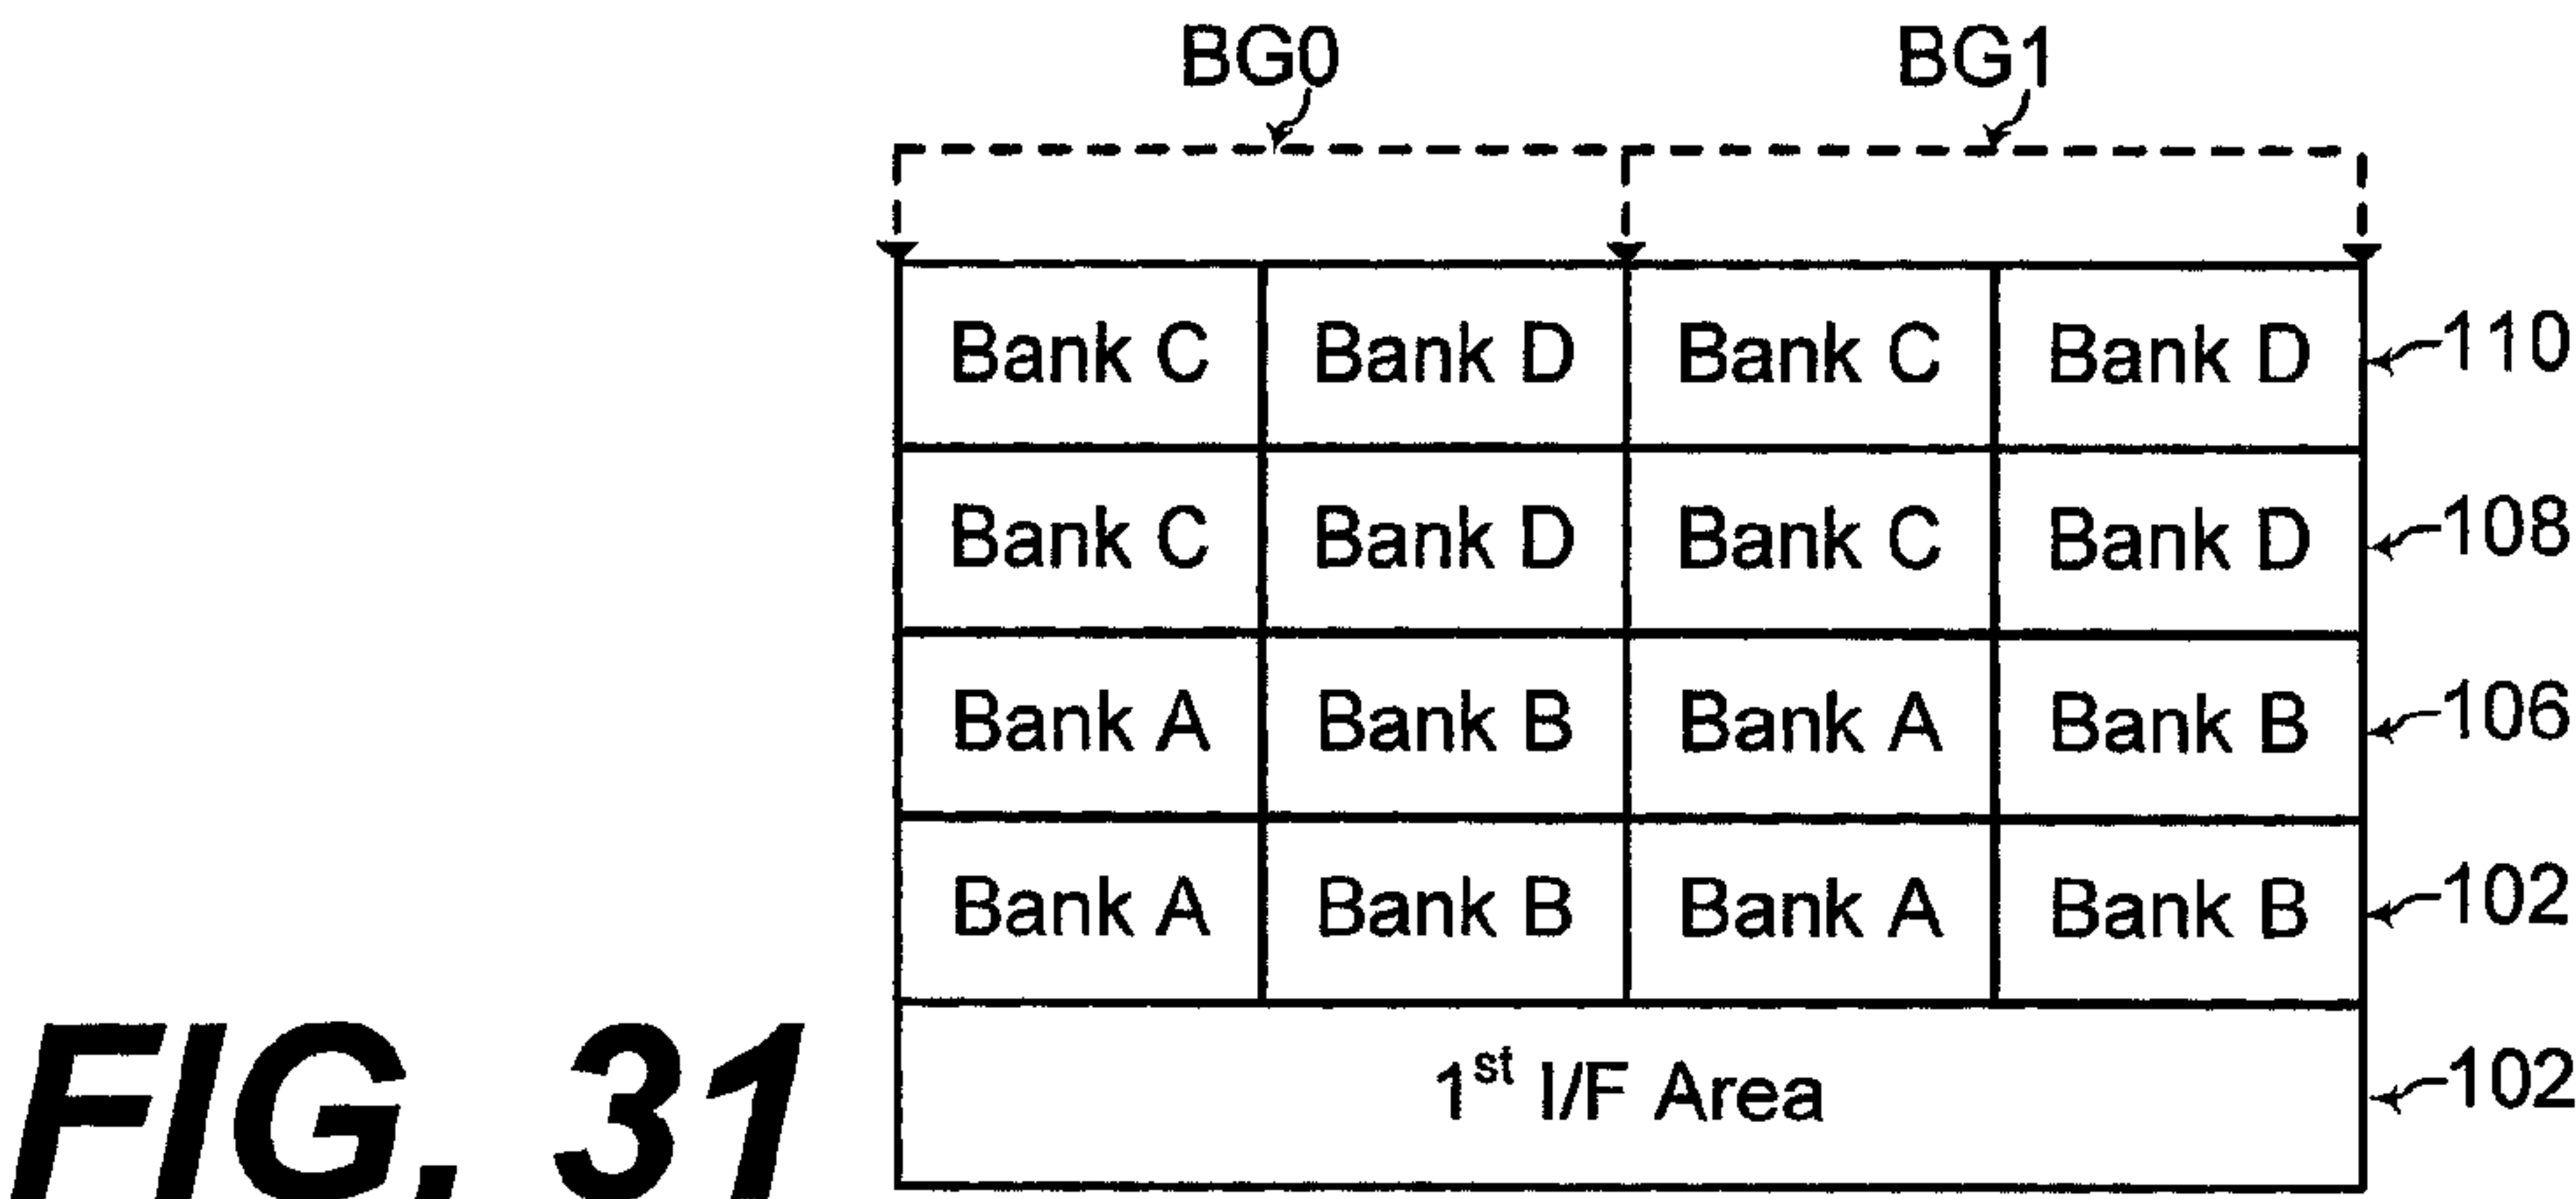 BG0 BG1
Bank C Bank D Bank C Bank D 110
Bank C Bank D Bank C Bank D 108
Bank A Bank B Bank A Bank B 106
Bank A Bank B Bank A Bank B 102
1st I/F Area 102
FIG. 31